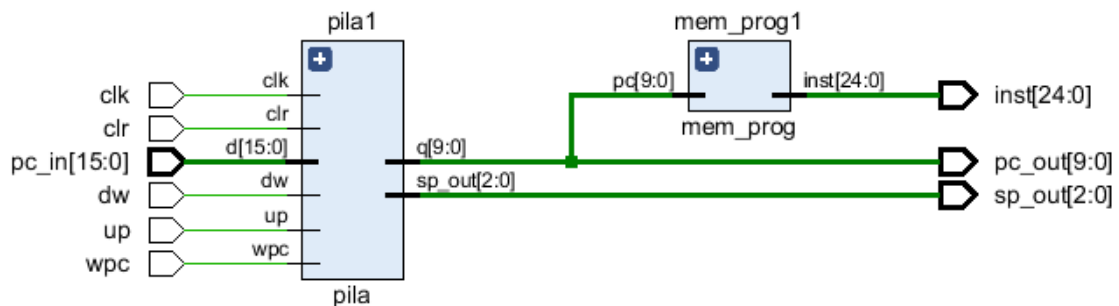 pila1
mem_prog1
clk
clk
pc[9:0]
inst[24:0]
inst[24:0]
clr
clr
mem_prog
pc_in[15:0]
d[15:0]
q[9:0]
pc_out[9:0]
dw
dw
sp_out[2:0]
sp_out[2:0]
up
up
wpc
wpc
pila